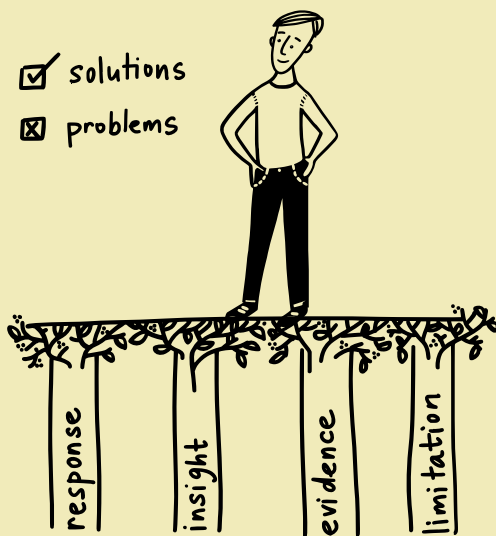 solutions
problems
response
insight
evidence
limitation